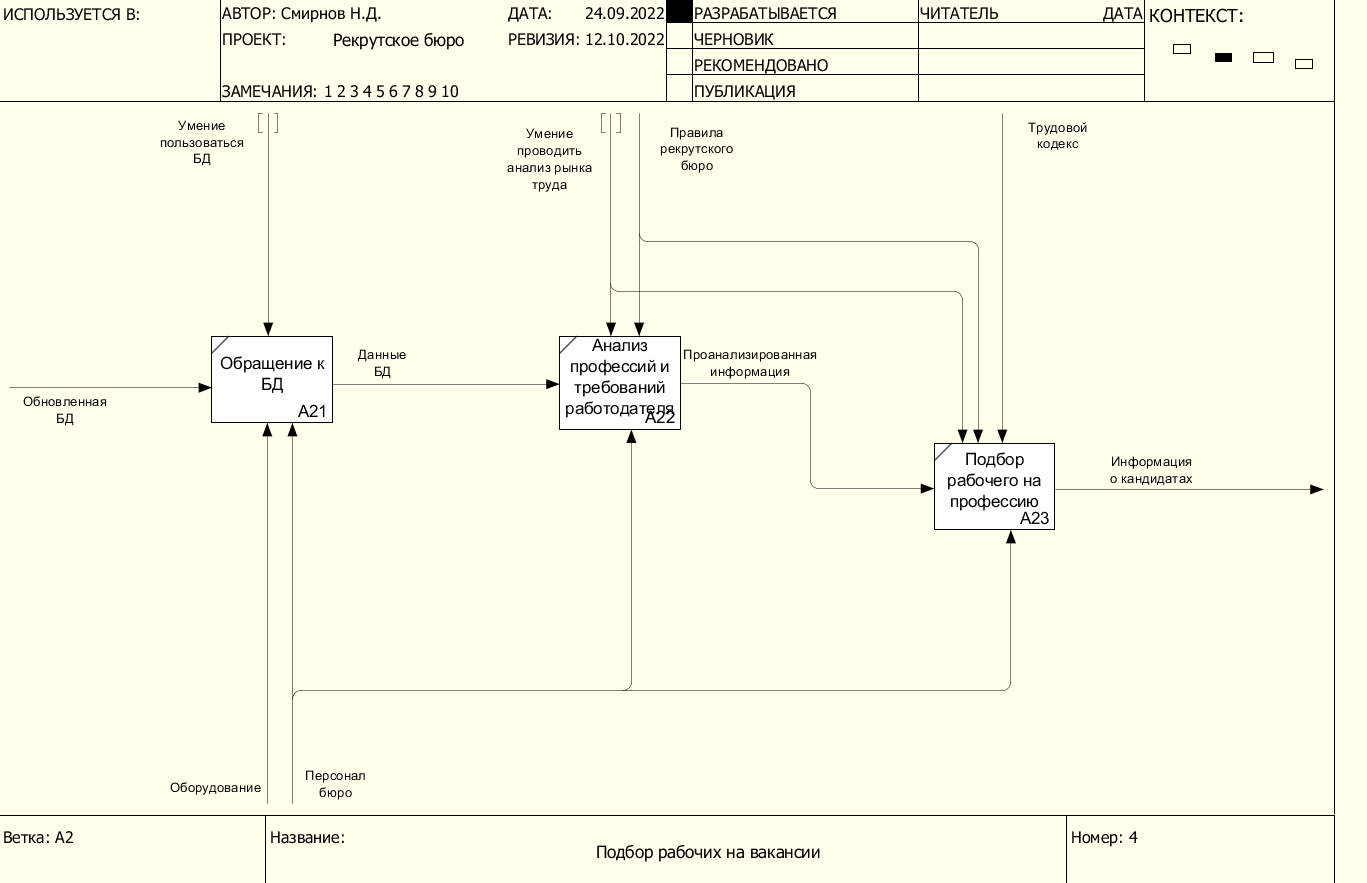 ИСПОЛЬЗУЕТСЯ В:
АВТОР: Смирнов Н.Д.
ДАТА: 24.09.2022
ПРОЕКТ: Рекрутское бюро
РЕВИЗИЯ: 12.10.2022
ЗАМЕЧАНИЯ: 1 2 3 4 5 6 7 8 9 10
РАЗРАБАТЫВАЕТСЯ
ЧЕРНОВИК
РЕКОМЕНДОВАНО
ПУБЛИКАЦИЯ
ЧИТАТЕЛЬ
ДАТА
КОНТЕКСТ:
Умение
пользоваться
БД
Умение
проводить
анализ рынка
труда
Правила
рекрутского
бюро
Трудовой
кодекс
Обновленная
БД
Обращение к
БД
A21
Данные
БД
Анализ
профессий и
требований
работодателя
A22
Проанализированная
информация
Подбор
рабочего на
профессию
A23
Информация
о кандидатах
Оборудование
Персонал
бюро
Ветка: A2
Название:
Подбор рабочих на вакансии
Номер: 4